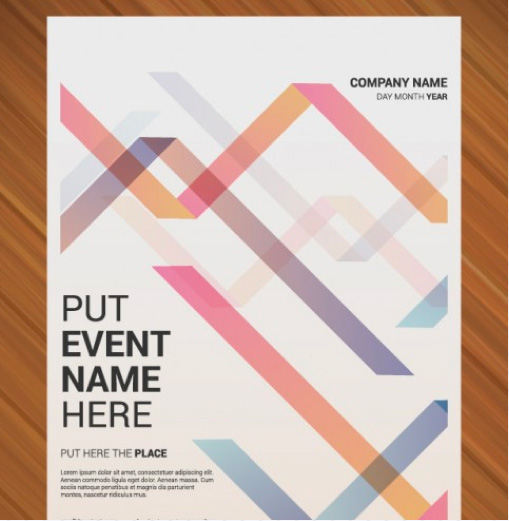 COMPANY NAME
DAY MONTH YEAR
PUT
EVENT
NAME
HERE
PUT HERE THE PLACE
Lorem ipsum dolor sit amet, consectetuer adipiscing elit.
Aenean commodo ligula eget dolor. Aenean massa. Cum
sociis natoque penatibus et magnis dis parturient
montes, nascetur ridiculus mus.